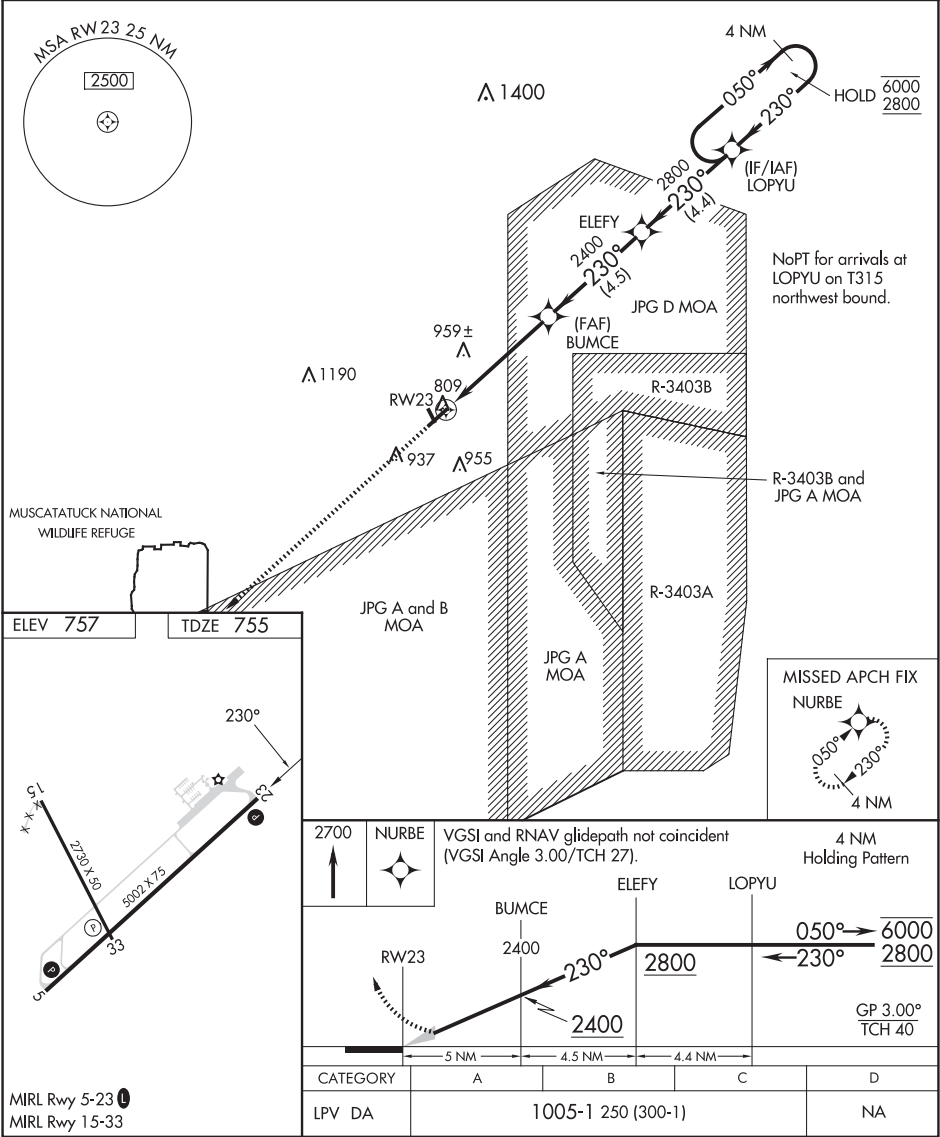 MSA RW23 25 NM
2500
1400
4 NM
050°
230°
HOLD
6000
2800
(IF/IAF)
LOPYU
2800
230°
(4.4)
ELEFY
2400
230°
(4.5)
NoPT for arrivals at
LOPYU on T315
northwest bound.
JPG D MOA
(FAF)
BUMCE
959±
1190
809
RW23
R-3403B
937
955
R-3403B and
JPG A MOA
MUSCATATUCK NATIONAL
WILDLIFE REFUGE
R-3403A
JPG A and B
MOA
JPG A
MOA
ELEV 757
TDZE 755
230°
15
X X X
23
P
2730 X 50
5002 X 75
P
33
P
5
MIRL Rwy 5-23 L
MIRL Rwy 15-33
MISSED APCH FIX
NURBE
050°
230°
4 NM
2700
NURBE
VGSI and RNAV glidepath not coincident
(VGSI Angle 3.00/TCH 27).
4 NM
Holding Pattern
ELEFY
LOPYU
BUMCE
050°
6000
RW23
2400
230°
2800
230°
2800
2400
GP 3.00°
TCH 40
5 NM
4.5 NM
4.4 NM
CATEGORY A B C D
LPV DA 1005-1 250 (300-1) NA